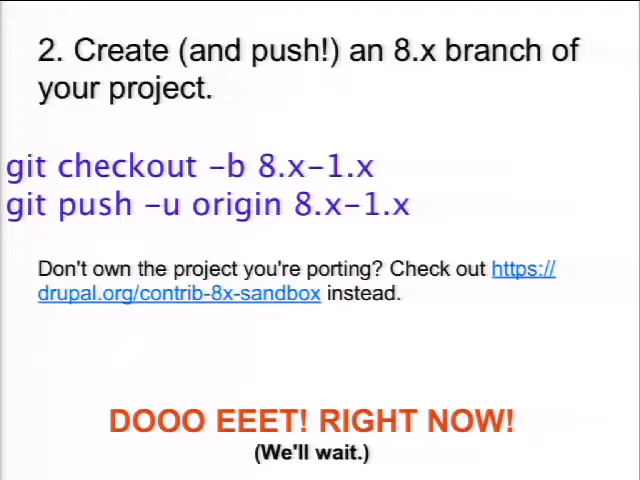 2. Create (and push!) an 8.x branch of
your project.
git checkout -b 8.x-1.x
git push -u origin 8.x-1.x
Don't own the project you're porting? Check out https://
drupal.org/contrib-8x-sandbox instead.
DOOO EEET! RIGHT NOW!
(We'll wait.)